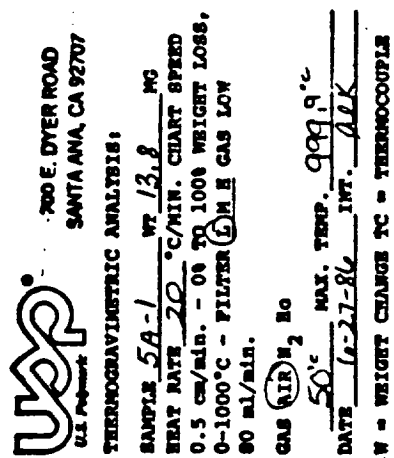 usp
U.S. Polymeric
700 E. DYER ROAD
SANTA ANA, CA 92707
THERMOGRAVIMETRIC ANALYSIS:
SAMPLE 5A-1 WT 13.8 MG
HEAT RATE 20 °C/MIN. CHART SPEED
0.5 cm/min. - 0% TO 100% WEIGHT LOSS,
0-1000°C - FILTER L M H GAS LOW
80 ml/min.
GAS AIR N2 He
50°C MAX. TEMP. 999.9°C
DATE 6-27-86 INT.
W = WEIGHT CHANGE TC = THERMOCOUPLE